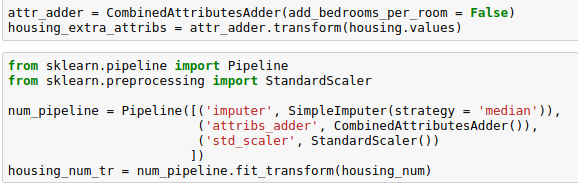 attr_adder = CombinedAttributesAdder(add_bedrooms_per_room = False)
housing_extra_attribs = attr_adder.transform(housing.values)
from sklearn.pipeline import Pipeline
from sklearn.preprocessing import StandardScaler
num_pipeline = Pipeline([('imputer', SimpleImputer(strategy = 'median')),
('attribs_adder', CombinedAttributesAdder()),
('std_scaler', StandardScaler())
])
housing_num_tr = num_pipeline.fit_transform(housing_num)